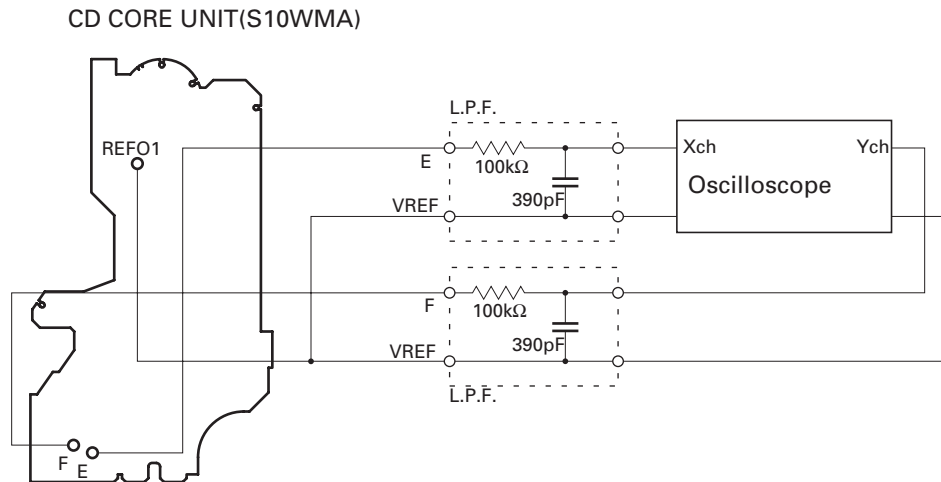 CD CORE UNIT(S10WMA)
L.P.F.
REFO1
E
100kΩ
390pF
VREF
Xch
Ych
Oscilloscope
F
100kΩ
390pF
VREF
L.P.F.
F
E